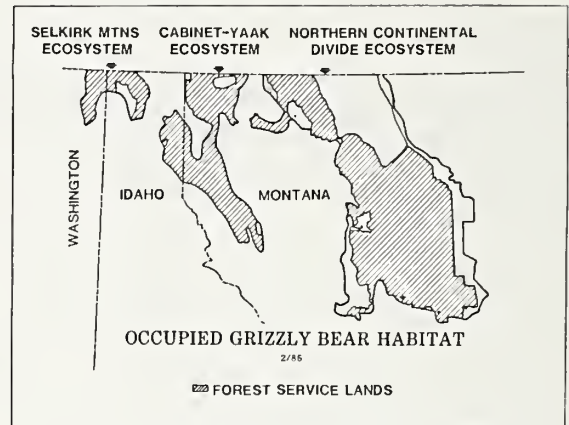 SELKIRK MTNS ECOSYSTEM
CABINET-YAAK ECOSYSTEM
NORTHERN CONTINENTAL DIVIDE ECOSYSTEM
WASHINGTON
IDAHO
MONTANA
OCCUPIED GRIZZLY BEAR HABITAT
2/86
FOREST SERVICE LANDS